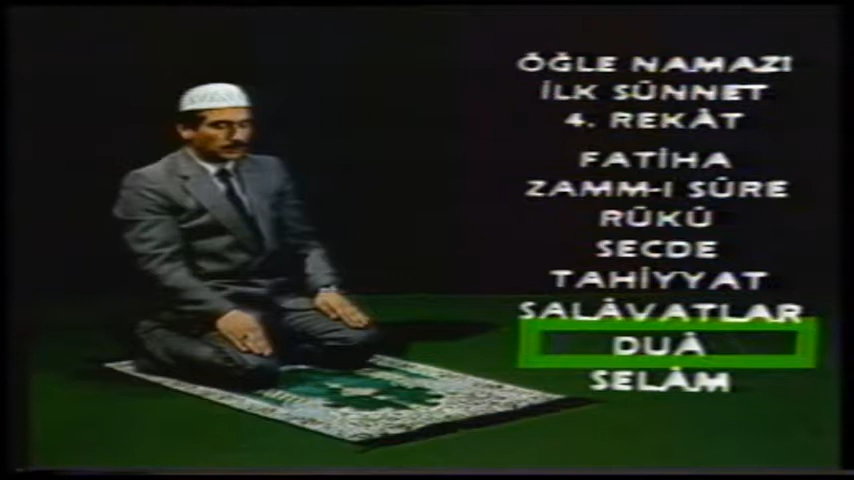 ÖĞLE NAMAZI
İLK SÜNNET
4. REKÂT
FATİHA
ZAMM-I SÛRE
RÜKÛ
SECDE
TAHİYYAT
SALÂVATLAR
DUÂ
SELÂM